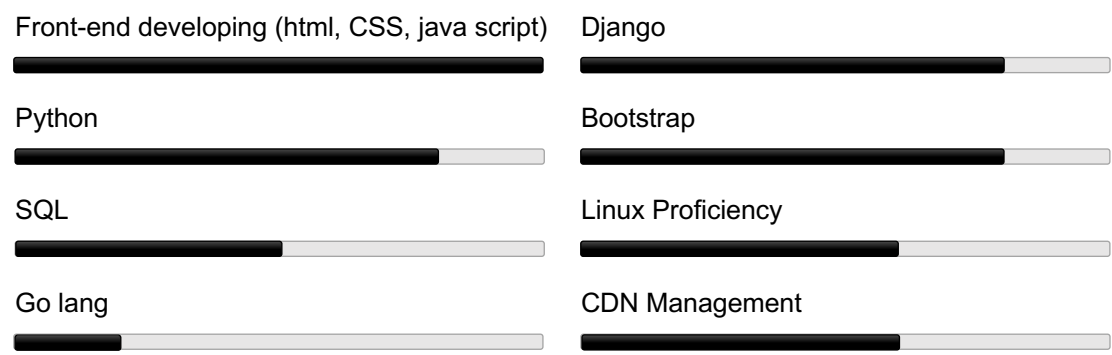 Front-end developing (html, CSS, java script)
Django
Python
Bootstrap
SQL
Linux Proficiency
Go lang
CDN Management